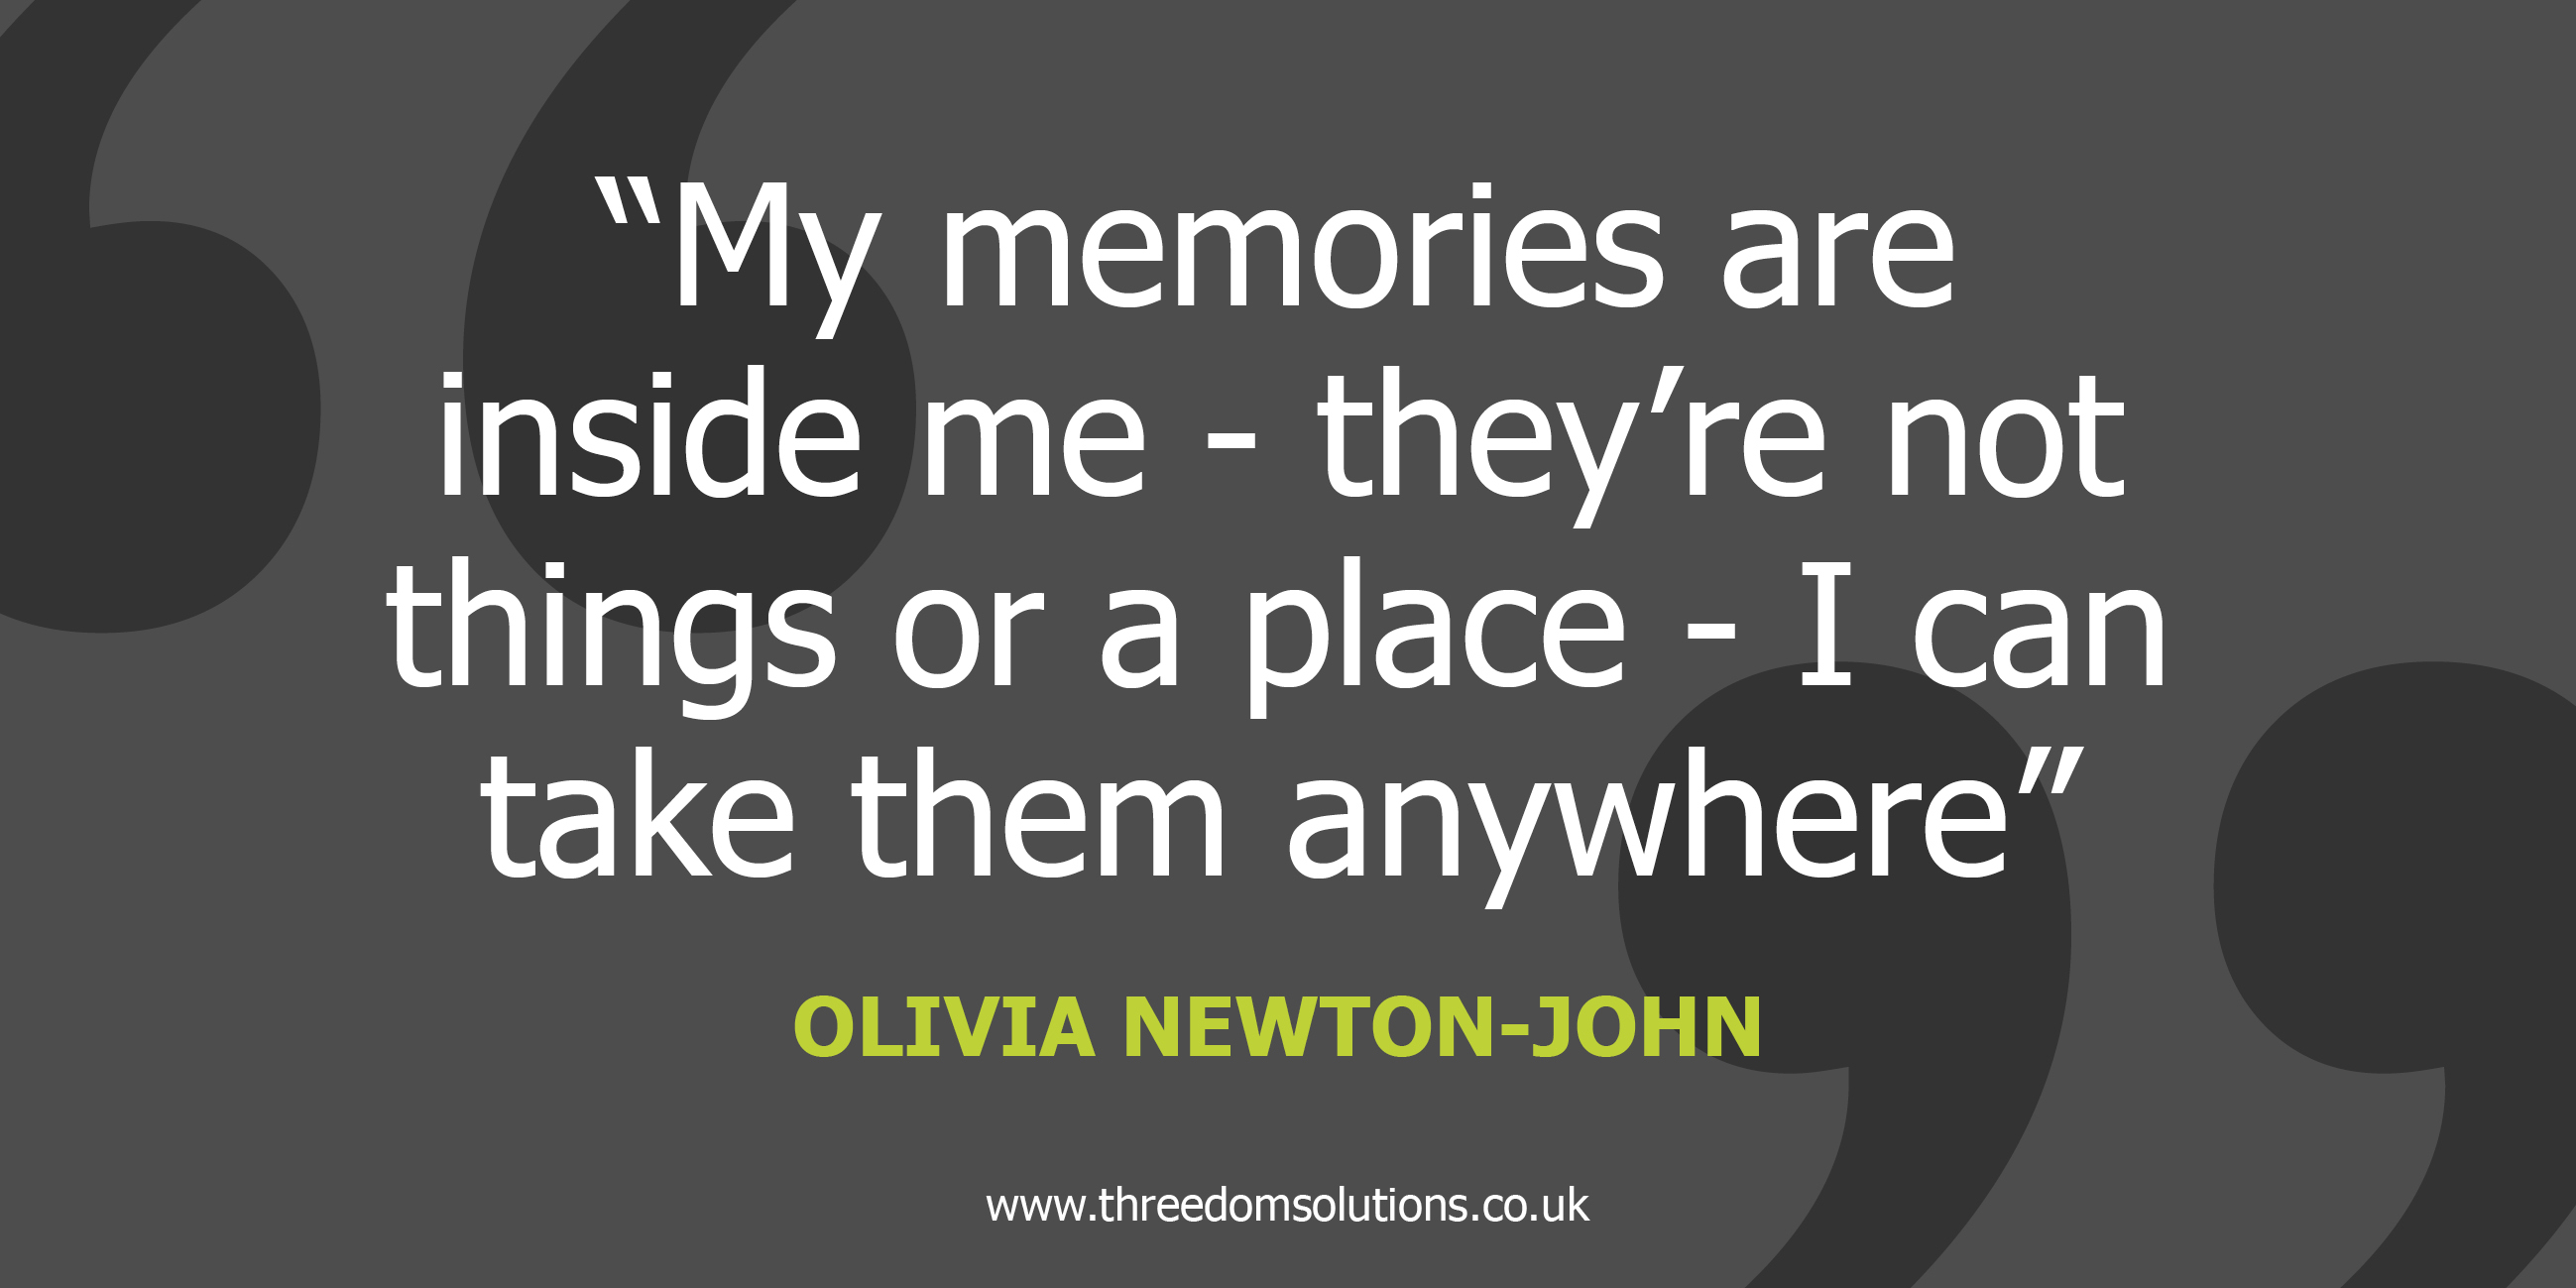 “My memories are
inside me - they’re not
things or a place - I can
take them anywhere”
OLIVIA NEWTON-JOHN
www.threedomsolutions.co.uk